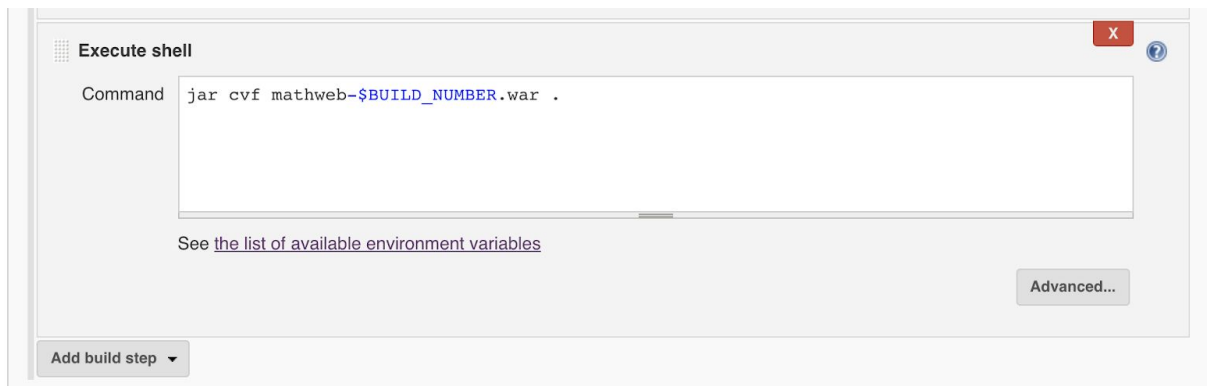 X
Execute shell
?
Command jar cvf mathweb-$BUILD_NUMBER.war .
See the list of available environment variables
Advanced...
Add build step